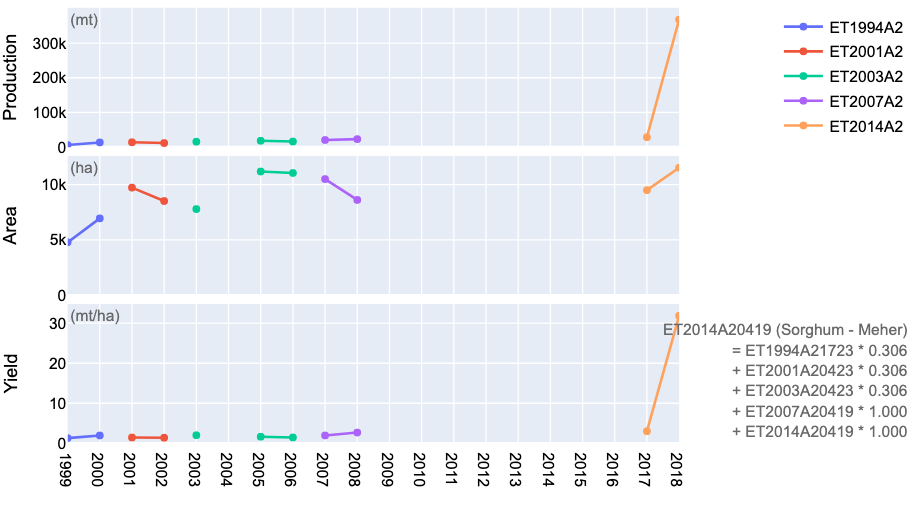 Production
(mt)
300k
200k
100k
0
ET1994A2
ET2001A2
ET2003A2
ET2007A2
ET2014A2
Area
(ha)
10k
5k
0
Yield
(mt/ha)
30
20
10
0
ET2014A20419 (Sorghum - Meher)
= ET1994A21723 * 0.306
+ ET2001A20423 * 0.306
+ ET2003A20423 * 0.306
+ ET2007A20419 * 1.000
+ ET2014A20419 * 1.000
1999 2000 2001 2002 2003 2004 2005 2006 2007 2008 2009 2010 2011 2012 2013 2014 2015 2016 2017 2018